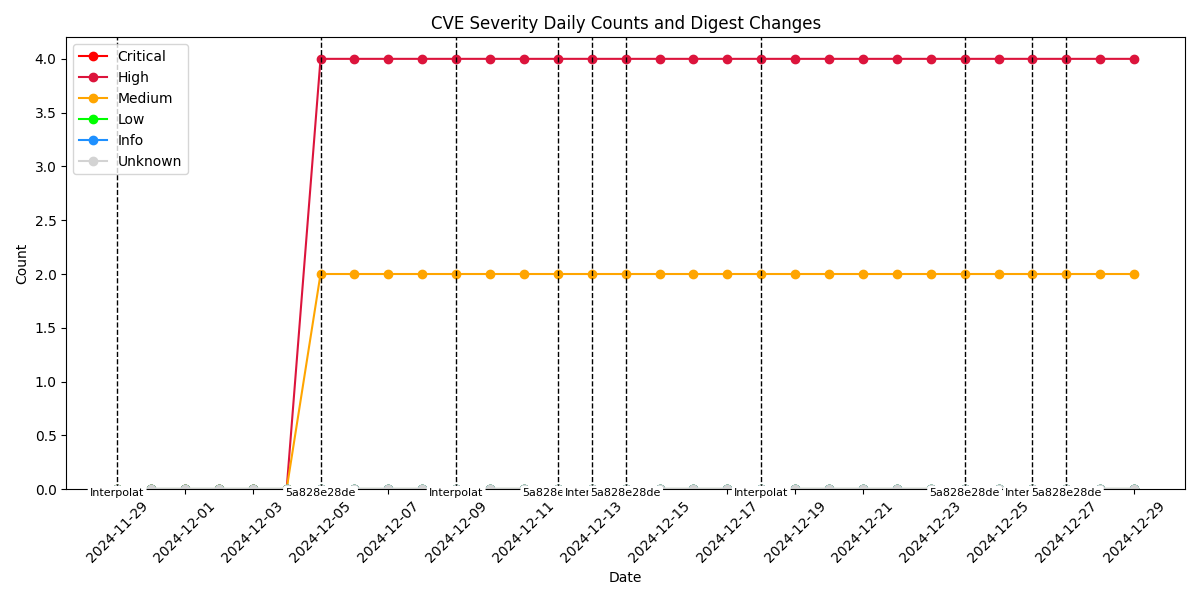 CVE Severity Daily Counts and Digest Changes
Critical
High
Medium
Low
Info
Unknown
4.0
3.5
3.0
2.5
2.0
1.5
1.0
0.5
0.0
Count
Interpolat
5a828e28de
Interpolat
5a828e
Inter
5a828e28de
Interpolat
5a828e28de
Inter
5a828e28de
2024-11-29
2024-12-01
2024-12-03
2024-12-05
2024-12-07
2024-12-09
2024-12-11
2024-12-13
2024-12-15
2024-12-17
2024-12-19
2024-12-21
2024-12-23
2024-12-25
2024-12-27
2024-12-29
Date